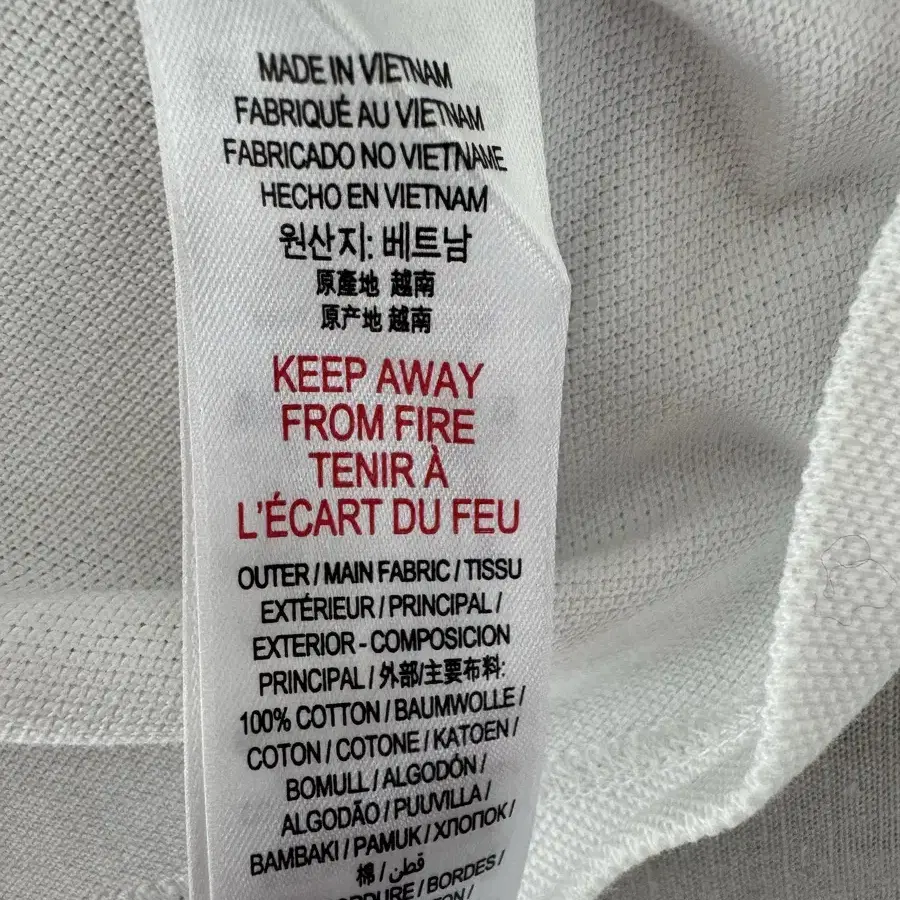 MADE IN VIETNAM
FABRIQUÉ AU VIETNAM
FABRICADO NO VIETNAME
HECHO EN VIETNAM
원산지: 베트남
原產地 越南
原产地 越南
KEEP AWAY
FROM FIRE
TENIR À
L'ÉCART DU FEU
OUTER / MAIN FABRIC / TISSU
EXTÉRIEUR / PRINCIPAL /
EXTERIOR - COMPOSICION
PRINCIPAL / 外部/主要布料:
100% COTTON / BAUMWOLLE /
COTON / COTONE / KATOEN /
BOMULL / ALGODÓN /
ALGODÃO / PUUVILLA /
BAMBAKI / PAMUK / ХЛОПОК /
棉 / قطن /
BORDES /